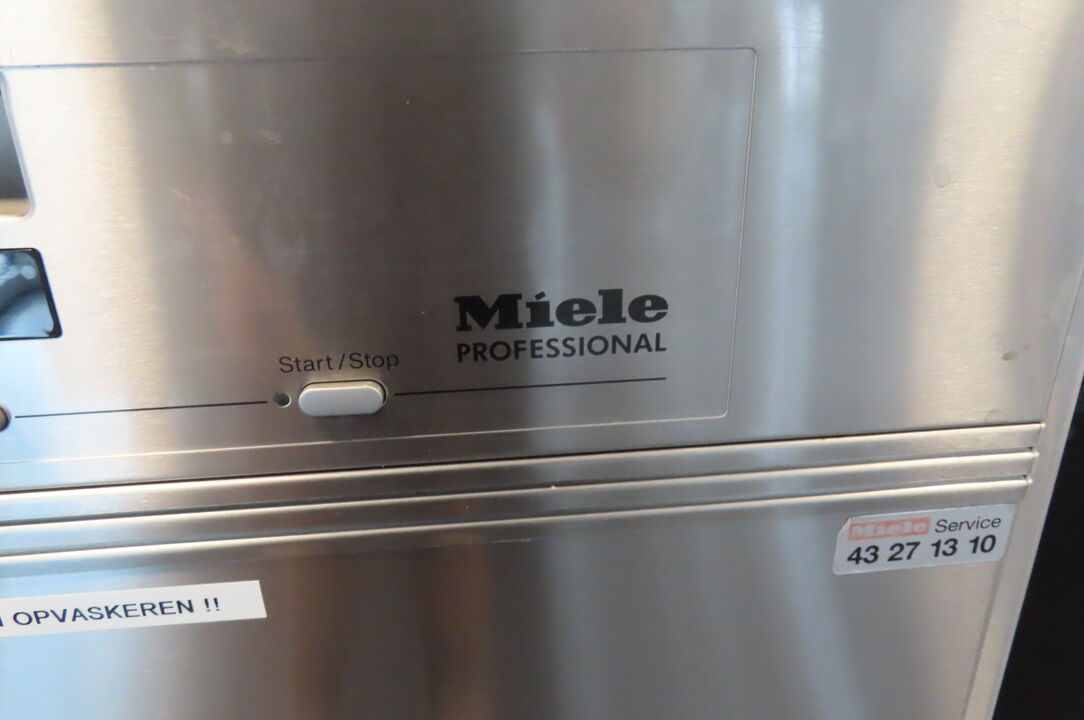 Miele
PROFESSIONAL
Start/Stop
Miele Service
43 27 13 10
OPVASKEREN !!